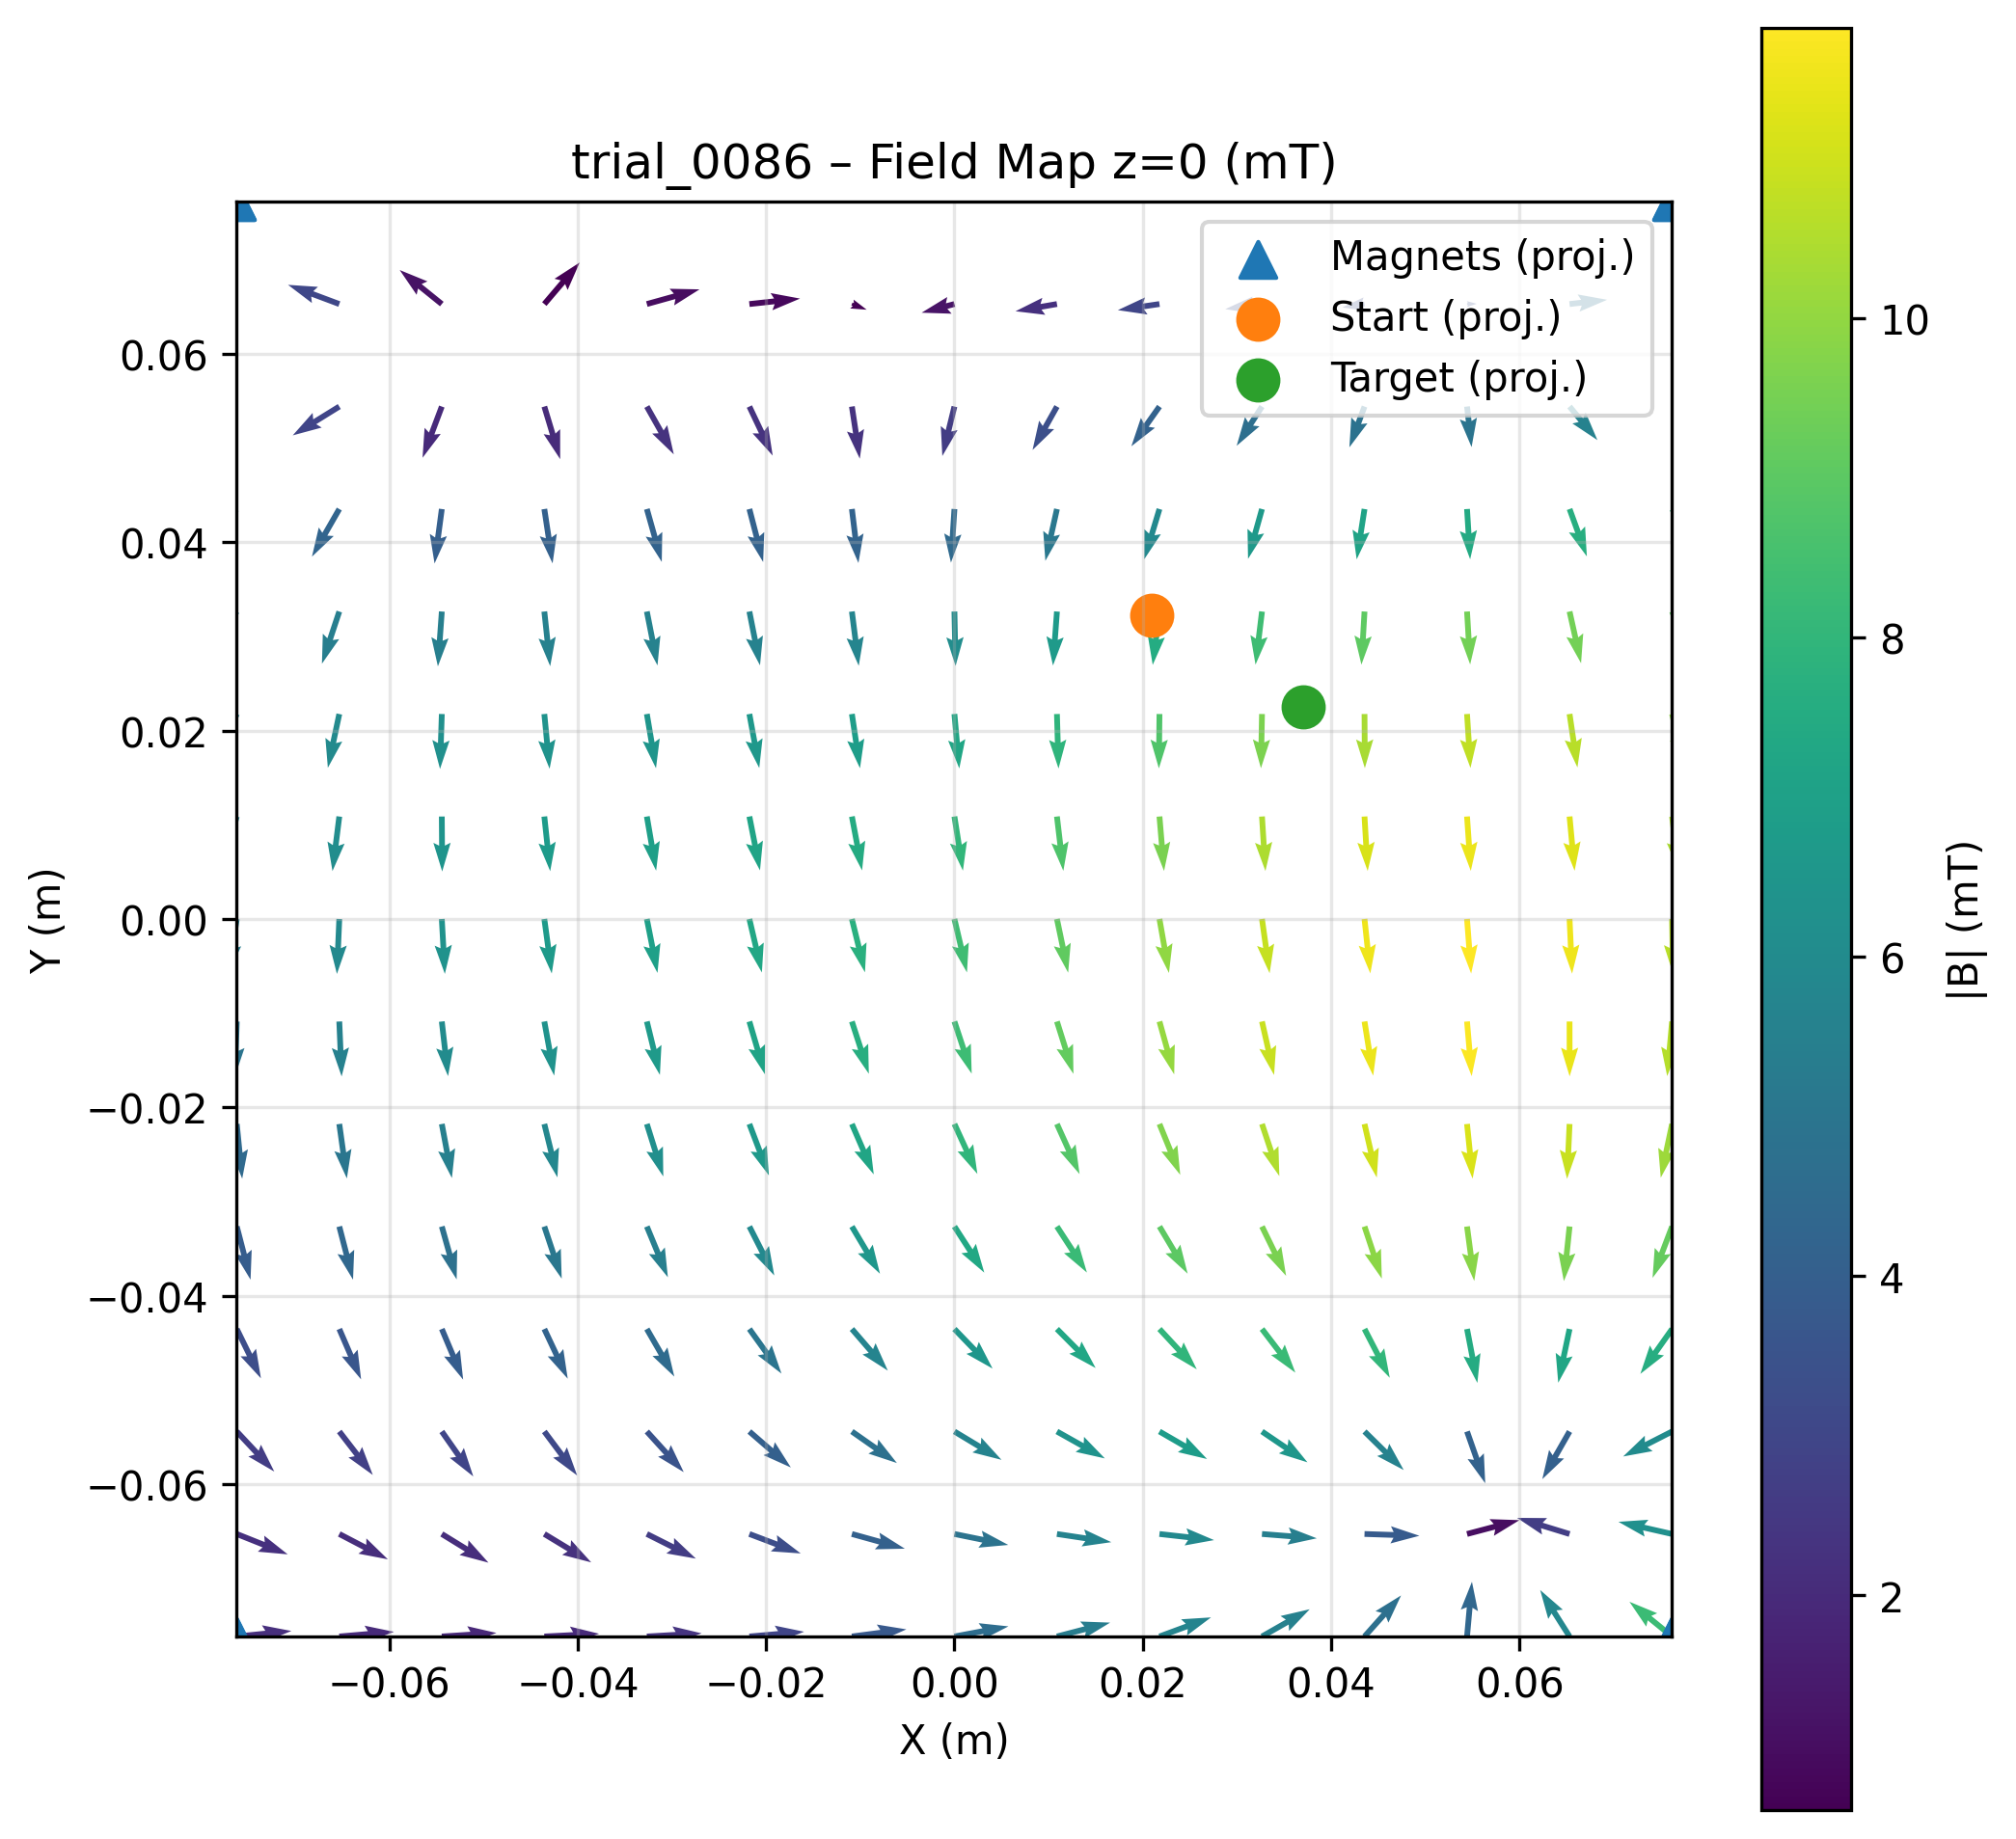 trial_0086 – Field Map z=0 (mT)
Magnets (proj.)
Start (proj.)
Target (proj.)
0.06
0.04
0.02
0.00
−0.02
−0.04
−0.06
Y (m)
−0.06 −0.04 −0.02 0.00 0.02 0.04 0.06
X (m)
10
8
6
4
2
|B| (mT)